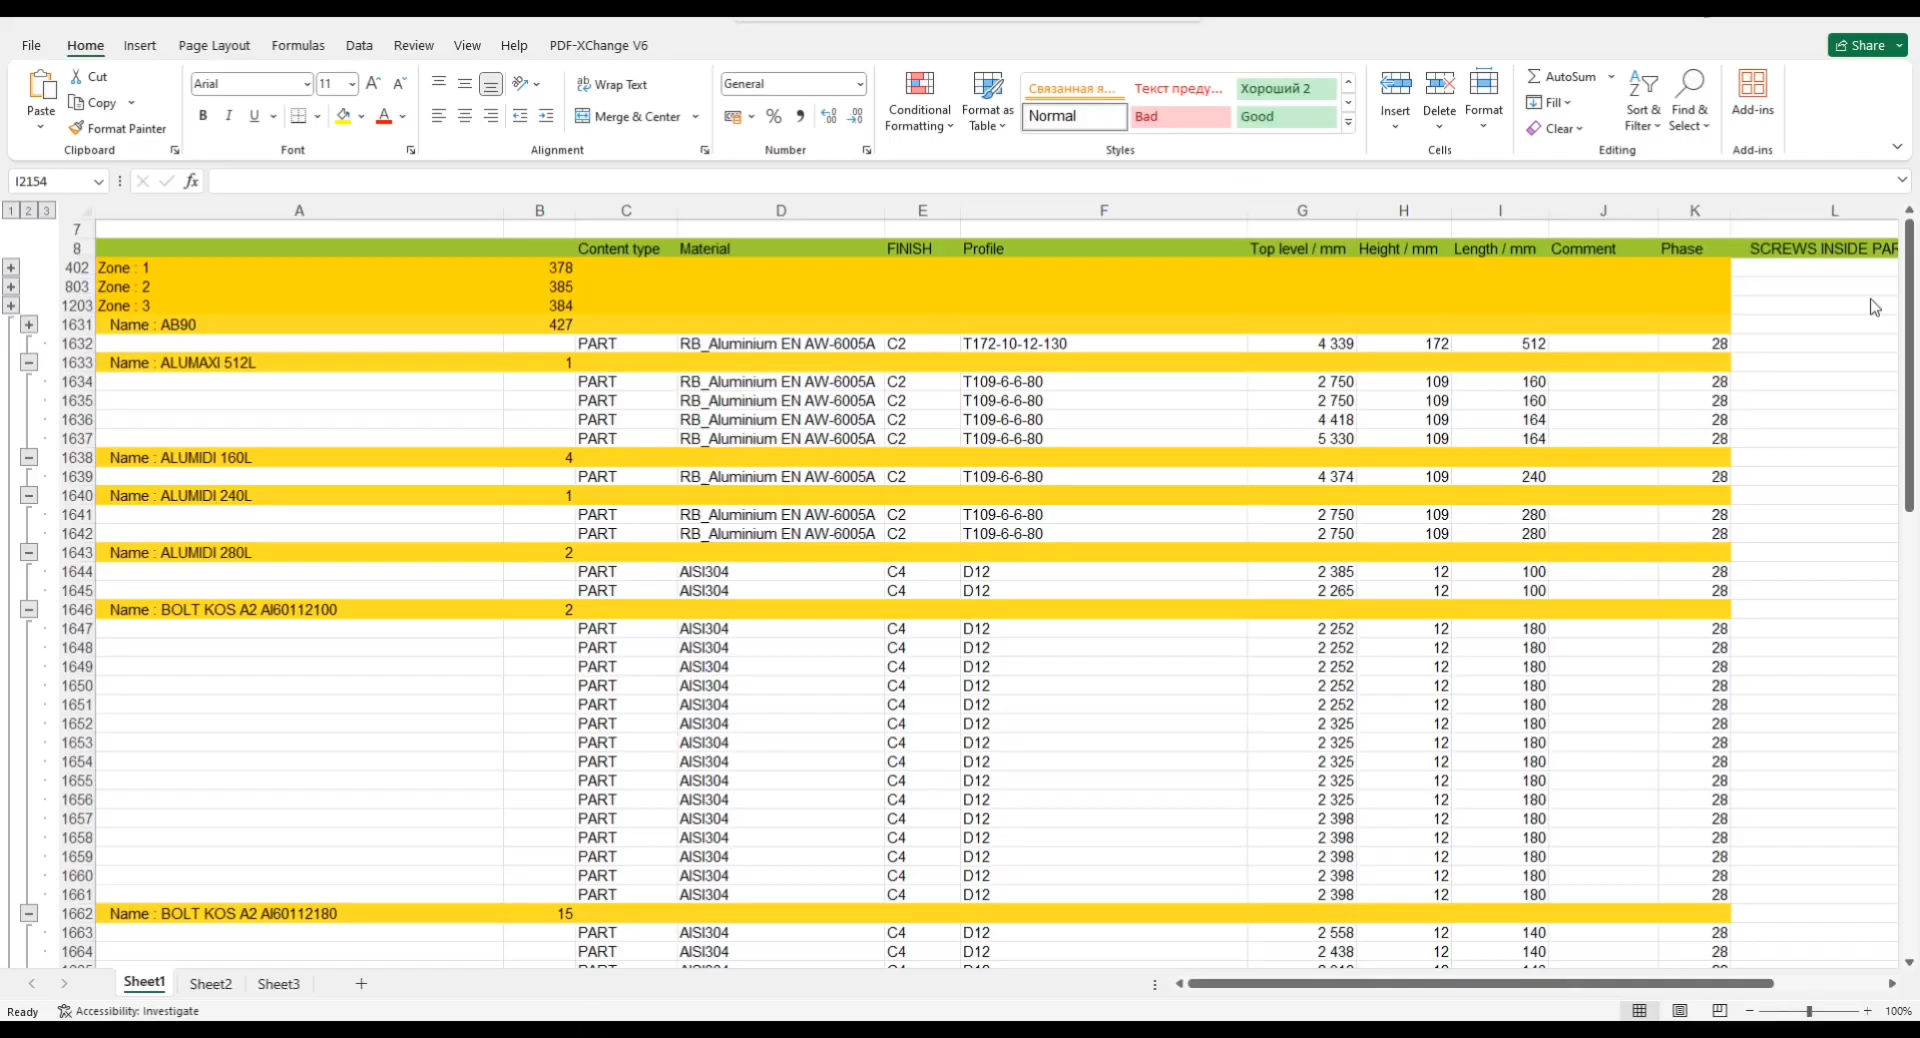 File Home Insert Page Layout Formulas Data Review View Help PDF-XChange V6 Share
Paste Cut Copy Format Painter Clipboard
Arial 11 B I U Font
Wrap Text Merge & Center Alignment
General % Number
Conditional Formatting Format as Table
Связанная я... Текст преду... Хороший 2
Normal Bad Good
Styles
Insert Delete Format Cells
AutoSum Fill Clear Sort & Filter Find & Select Editing
Add-ins Add-ins
I2154 fx
1 2 3 A B C D E F G H I J K L
7
8 Content type Material FINISH Profile Top level / mm Height / mm Length / mm Comment Phase SCREWS INSIDE PAR
402 Zone : 1 378
803 Zone : 2 385
1203 Zone : 3 384
1631 Name : AB90 427
1632 PART RB_Aluminium EN AW-6005A C2 T172-10-12-130 4 339 172 512 28
1633 Name : ALUMAXI 512L 1
1634 PART RB_Aluminium EN AW-6005A C2 T109-6-6-80 2 750 109 160 28
1635 PART RB_Aluminium EN AW-6005A C2 T109-6-6-80 2 750 109 160 28
1636 PART RB_Aluminium EN AW-6005A C2 T109-6-6-80 4 418 109 164 28
1637 PART RB_Aluminium EN AW-6005A C2 T109-6-6-80 5 330 109 164 28
1638 Name : ALUMIDI 160L 4
1639 PART RB_Aluminium EN AW-6005A C2 T109-6-6-80 4 374 109 240 28
1640 Name : ALUMIDI 240L 1
1641 PART RB_Aluminium EN AW-6005A C2 T109-6-6-80 2 750 109 280 28
1642 PART RB_Aluminium EN AW-6005A C2 T109-6-6-80 2 750 109 280 28
1643 Name : ALUMIDI 280L 2
1644 PART AISI304 C4 D12 2 385 12 100 28
1645 PART AISI304 C4 D12 2 265 12 100 28
1646 Name : BOLT KOS A2 AI60112100 2
1647 PART AISI304 C4 D12 2 252 12 180 28
1648 PART AISI304 C4 D12 2 252 12 180 28
1649 PART AISI304 C4 D12 2 252 12 180 28
1650 PART AISI304 C4 D12 2 252 12 180 28
1651 PART AISI304 C4 D12 2 252 12 180 28
1652 PART AISI304 C4 D12 2 325 12 180 28
1653 PART AISI304 C4 D12 2 325 12 180 28
1654 PART AISI304 C4 D12 2 325 12 180 28
1655 PART AISI304 C4 D12 2 325 12 180 28
1656 PART AISI304 C4 D12 2 325 12 180 28
1657 PART AISI304 C4 D12 2 398 12 180 28
1658 PART AISI304 C4 D12 2 398 12 180 28
1659 PART AISI304 C4 D12 2 398 12 180 28
1660 PART AISI304 C4 D12 2 398 12 180 28
1661 PART AISI304 C4 D12 2 398 12 180 28
1662 Name : BOLT KOS A2 AI60112180 15
1663 PART AISI304 C4 D12 2 558 12 140 28
1664 PART AISI304 C4 D12 2 438 12 140 28
Sheet1 Sheet2 Sheet3
Ready Accessibility: Investigate 100%